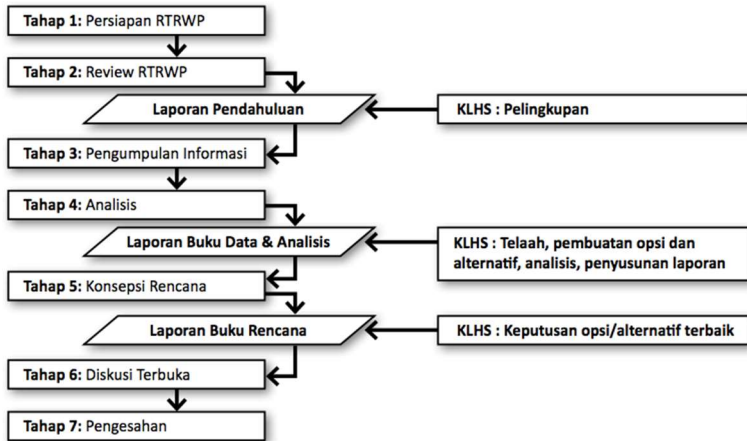 Tahap 1: Persiapan RTRWP
Tahap 2: Review RTRWP
Laporan Pendahuluan
KLHS : Pelingkupan
Tahap 3: Pengumpulan Informasi
Tahap 4: Analisis
Laporan Buku Data & Analisis
KLHS : Telaah, pembuatan opsi dan
alternatif, analisis, penyusunan laporan
Tahap 5: Konsepsi Rencana
Laporan Buku Rencana
KLHS : Keputusan opsi/alternatif terbaik
Tahap 6: Diskusi Terbuka
Tahap 7: Pengesahan